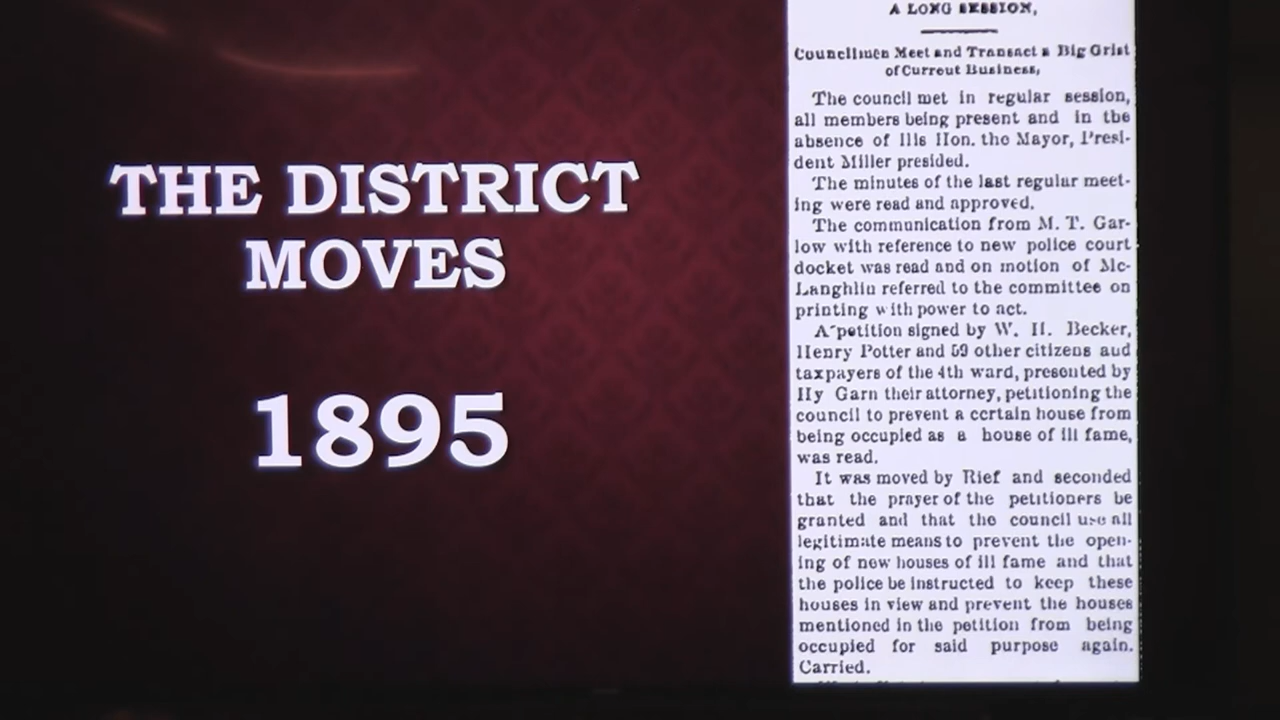 THE DISTRICT
MOVES
1895
A LONG SESSION,
Councilmen Meet and Transact a Big Grist
of Current Business,
The council met in regular session,
all members being present and in the
absence of His Hon. the Mayor, Presi-
dent Miller presided.
The minutes of the last regular meet-
ing were read and approved.
The communication from M. T. Gar-
low with reference to new police court
docket was read and on motion of Mc-
Langhlin referred to the committee on
printing with power to act.
A petition signed by W. H. Becker,
Henry Potter and 59 other citizens and
taxpayers of the 4th ward, presented by
Hy Garn their attorney, petitioning the
council to prevent a certain house from
being occupied as a house of ill fame,
was read.
It was moved by Rief and seconded
that the prayer of the petitioners be
granted and that the council use all
legitimate means to prevent the open-
ing of new houses of ill fame and that
the police be instructed to keep these
houses in view and prevent the houses
mentioned in the petition from being
occupied for said purpose again.
Carried.